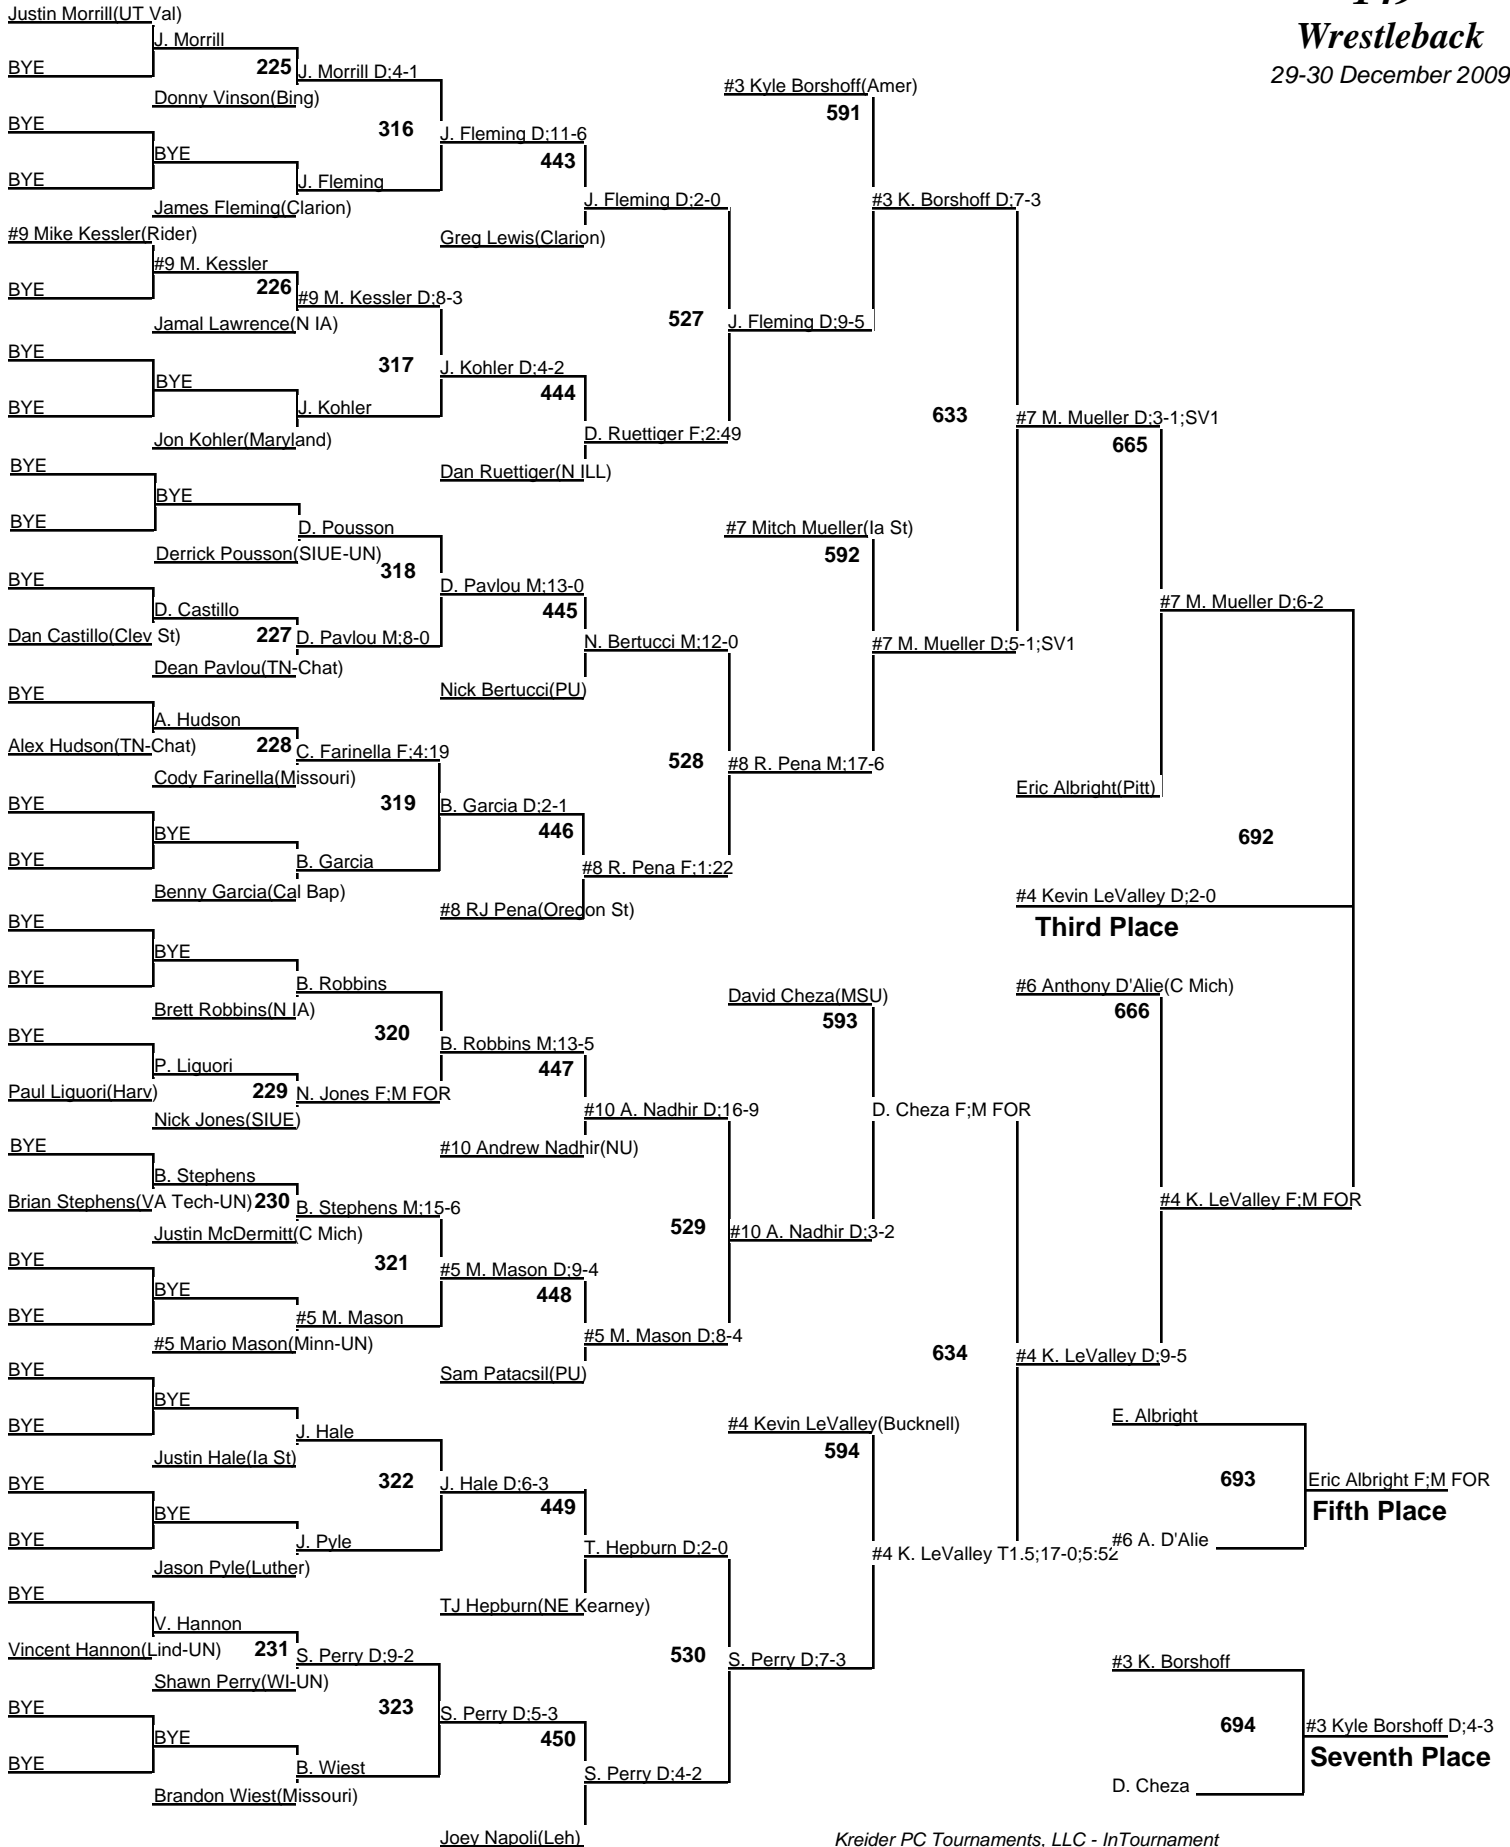 Wrestleback
29-30 December 2009
Justin Morrill(UT Val)
J. Morrill
BYE
225
J. Morrill D;4-1
Donny Vinson(Bing)
#3 Kyle Borshoff(Amer)
591
BYE
316
J. Fleming D;11-6
443
BYE
BYE
J. Fleming
James Fleming(Clarion)
J. Fleming D;2-0
#3 K. Borshoff D;7-3
#9 Mike Kessler(Rider)
Greg Lewis(Clarion)
#9 M. Kessler
BYE
226
#9 M. Kessler D;8-3
Jamal Lawrence(N IA)
527
J. Fleming D;9-5
BYE
317
J. Kohler D;4-2
BYE
444
BYE
J. Kohler
Jon Kohler(Maryland)
D. Ruettiger F;2:49
633
#7 M. Mueller D;3-1;SV1
665
BYE
Dan Ruettiger(N ILL)
BYE
BYE
D. Pousson
#7 Mitch Mueller(Ia St)
592
Derrick Pousson(SIUE-UN)
318
BYE
D. Pavlou M;13-0
445
D. Castillo
#7 M. Mueller D;6-2
Dan Castillo(Clev St)
227
D. Pavlou M;8-0
N. Bertucci M;12-0
#7 M. Mueller D;5-1;SV1
Dean Pavlou(TN-Chat)
BYE
Nick Bertucci(PU)
A. Hudson
Alex Hudson(TN-Chat)
228
C. Farinella F;4:19
528
#8 R. Pena M;17-6
Cody Farinella(Missouri)
Eric Albright(Pitt)
BYE
319
B. Garcia D;2-1
446
BYE
692
BYE
B. Garcia
#8 R. Pena F;1:22
Benny Garcia(Cal Bap)
#4 Kevin LeValley D;2-0
#8 RJ Pena(Oregon St)
BYE
Third Place
BYE
BYE
B. Robbins
#6 Anthony D'Alie(C Mich)
David Cheza(MSU)
666
Brett Robbins(N IA)
593
BYE
320
B. Robbins M;13-5
447
P. Liguori
Paul Liguori(Harv)
229
N. Jones F;M FOR
#10 A. Nadhir D;16-9
D. Cheza F;M FOR
Nick Jones(SIUE)
BYE
#10 Andrew Nadhir(NU)
B. Stephens
Brian Stephens(VA Tech-UN)
230
B. Stephens M;15-6
#4 K. LeValley F;M FOR
Justin McDermitt(C Mich)
529
#10 A. Nadhir D;3-2
BYE
321
#5 M. Mason D;9-4
448
BYE
BYE
#5 M. Mason
#5 Mario Mason(Minn-UN)
#5 M. Mason D;8-4
634
#4 K. LeValley D;9-5
BYE
Sam Patacsil(PU)
BYE
BYE
J. Hale
#4 Kevin LeValley(Bucknell)
E. Albright
Justin Hale(Ia St)
594
BYE
322
J. Hale D;6-3
449
693
Eric Albright F;M FOR
Fifth Place
BYE
BYE
J. Pyle
T. Hepburn D;2-0
#4 K. LeValley T1.5;17-0;5:52
#6 A. D'Alie
Jason Pyle(Luther)
BYE
TJ Hepburn(NE Kearney)
V. Hannon
Vincent Hannon(Lind-UN)
231
S. Perry D;9-2
530
S. Perry D;7-3
#3 K. Borshoff
Shawn Perry(WI-UN)
BYE
323
S. Perry D;5-3
450
694
#3 Kyle Borshoff D;4-3
Seventh Place
BYE
BYE
B. Wiest
S. Perry D;4-2
D. Cheza
Brandon Wiest(Missouri)
Joey Napoli(Leh)
Kreider PC Tournaments, LLC - InTournament